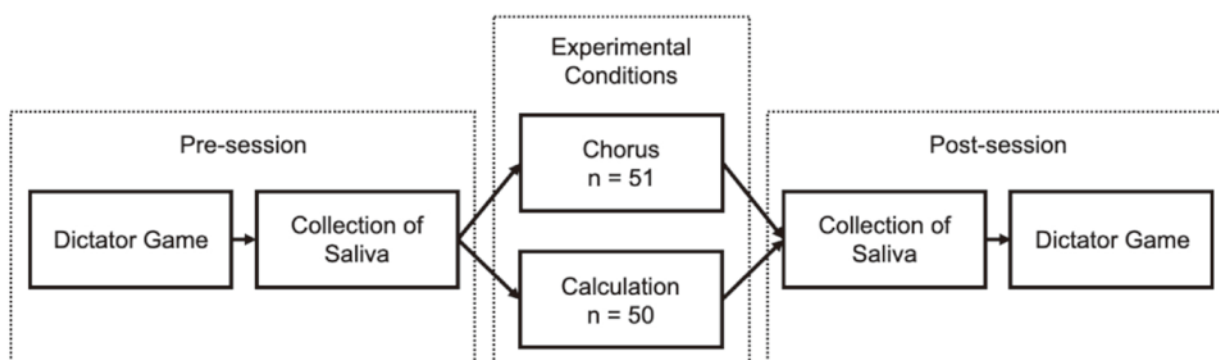 Pre-session
Dictator Game
Collection of
Saliva
Experimental
Conditions
Chorus
n = 51
Calculation
n = 50
Post-session
Collection of
Saliva
Dictator Game